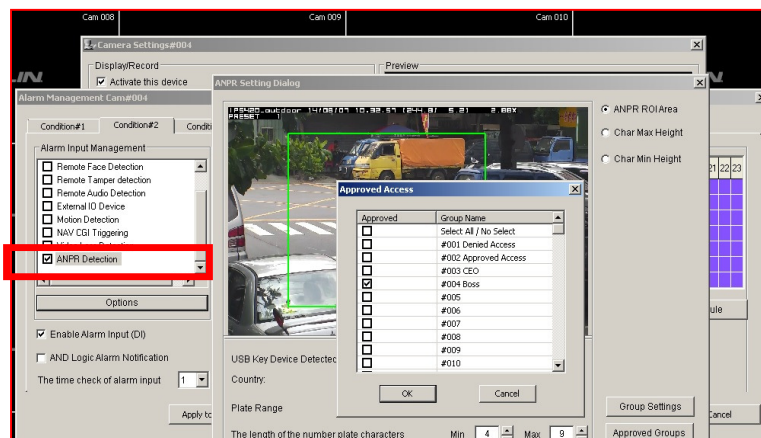 Cam 008 Cam 009 Cam 010
Camera Settings#004
Display/Record Preview
Activate this device
ANPR Setting Dialog
Alarm Management Cam#004
Condition#1 Condition#2
Alarm Input Management
Remote Face Detection
Remote Tamper detection
Remote Audio Detection
External IO Device
Motion Detection
NAV CGI Triggering
ANPR Detection
Options
Enable Alarm Input (DI)
AND Logic Alarm Notification
The time check of alarm input 1
PRESET 1
ANPR ROI Area
Char Max Height
Char Min Height
21 22 23
Approved Access
Approved Group Name
Select All / No Select
#001 Denied Access
#002 Approved Access
#003 CEO
#004 Boss
#005
#006
#007
#008
#009
#010
OK Cancel
USB Key Device Detected
Country:
Plate Range
The length of the number plate characters Min 4 Max 9
Group Settings
Approved Groups